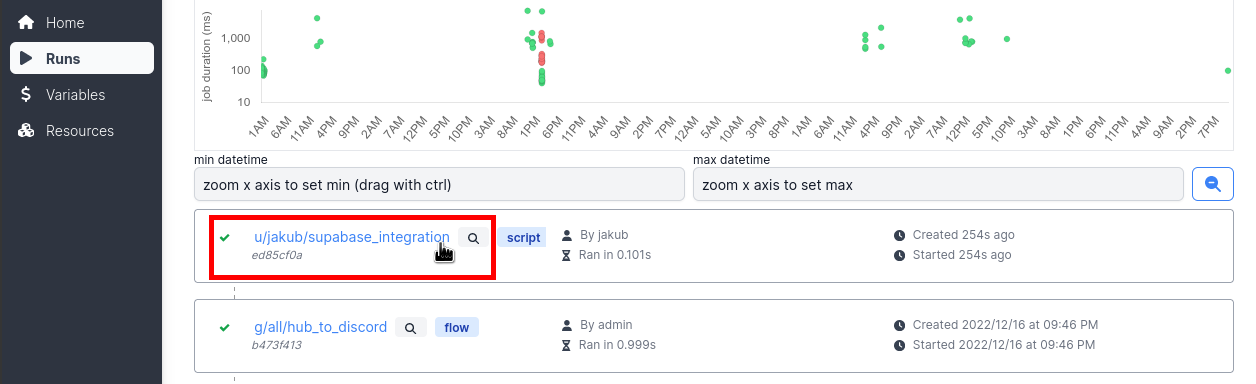 Home
Runs
Variables
Resources
job duration (ms)
1,000
100
10
1AM 6AM 11AM 4PM 9PM 2AM 7AM 12PM 5PM 10PM 3AM 8AM 1PM 6PM 11PM 4AM 9AM 2PM 7PM 12AM 5AM 10AM 3PM 8PM 1AM 6AM 11AM 4PM 9PM 2AM 7AM 12PM 5PM 10PM 3AM 8AM 1PM 6PM 11PM 4AM 9AM 2PM 7PM
min datetime
max datetime
zoom x axis to set min (drag with ctrl)
zoom x axis to set max
u/jakub/supabase_integration
script
By jakub
Created 254s ago
ed85cf0a
Ran in 0.101s
Started 254s ago
g/all/hub_to_discord
flow
By admin
Created 2022/12/16 at 09:46 PM
b473f413
Ran in 0.999s
Started 2022/12/16 at 09:46 PM